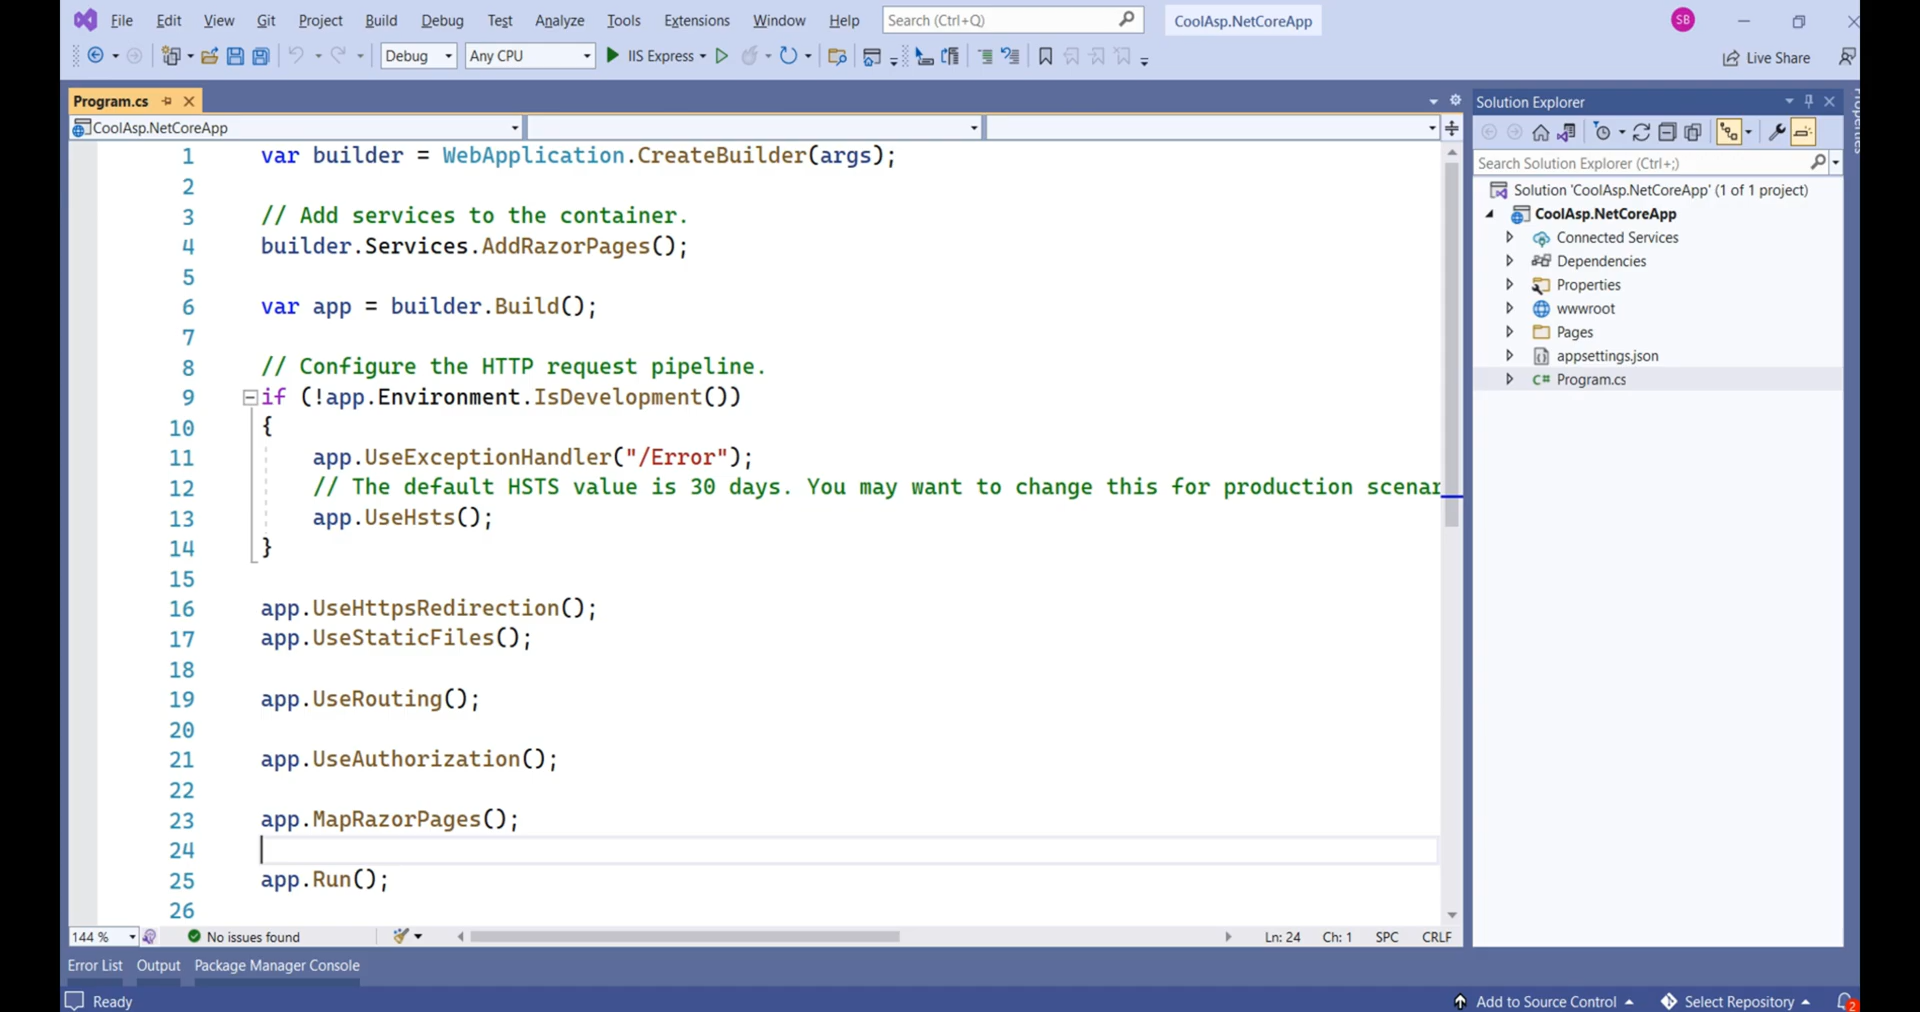 File Edit View Git Project Build Debug Test Analyze Tools Extensions Window Help Search (Ctrl+Q) CoolAsp.NetCoreApp SB
Debug Any CPU IIS Express Live Share
Program.cs
CoolAsp.NetCoreApp
1 var builder = WebApplication.CreateBuilder(args);
2
3 // Add services to the container.
4 builder.Services.AddRazorPages();
5
6 var app = builder.Build();
7
8 // Configure the HTTP request pipeline.
9 if (!app.Environment.IsDevelopment())
10 {
11 app.UseExceptionHandler("/Error");
12 // The default HSTS value is 30 days. You may want to change this for production scenar
13 app.UseHsts();
14 }
15
16 app.UseHttpsRedirection();
17 app.UseStaticFiles();
18
19 app.UseRouting();
20
21 app.UseAuthorization();
22
23 app.MapRazorPages();
24
25 app.Run();
26
144 % No issues found Ln: 24 Ch: 1 SPC CRLF
Error List Output Package Manager Console
Ready Add to Source Control Select Repository 2
Solution Explorer
Search Solution Explorer (Ctrl+;)
Solution 'CoolAsp.NetCoreApp' (1 of 1 project)
CoolAsp.NetCoreApp
Connected Services
Dependencies
Properties
wwwroot
Pages
appsettings.json
C# Program.cs
Properties